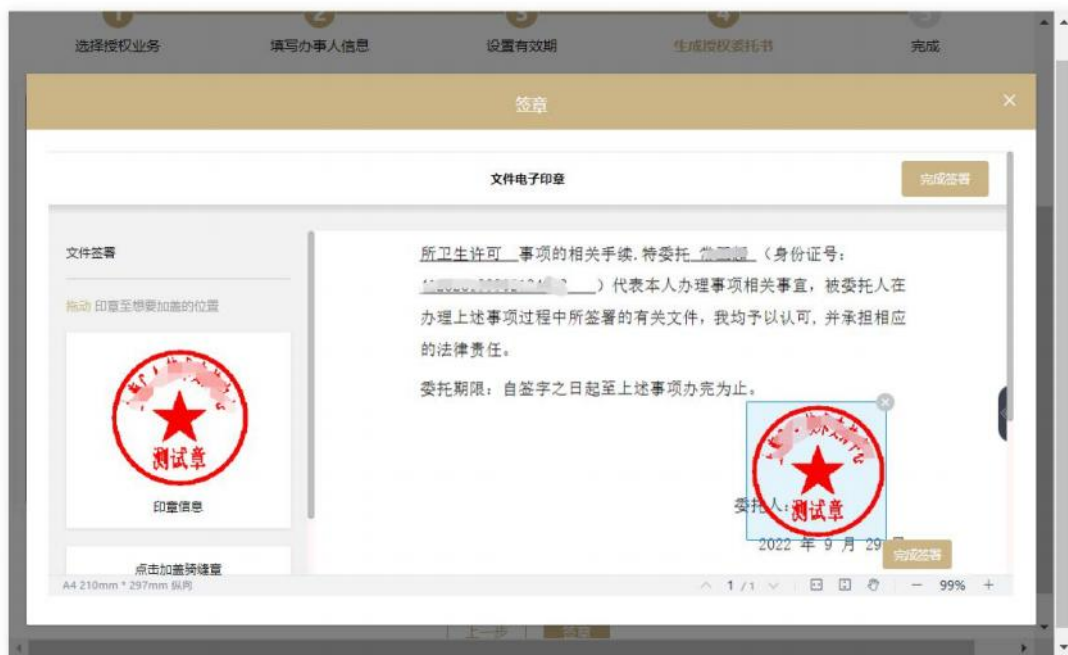 1
2
3
4
5
选择授权业务
填写办事人信息
设置有效期
生成授权委托书
完成
签章
文件电子印章
完成签署
文件签署
拖动 印章至想要加盖的位置
测试章
印章信息
点击加盖骑缝章
所卫生许可 事项的相关手续,特委托 （身份证号：
）代表本人办理事项相关事宜，被委托人在
办理上述事项过程中所签署的有关文件，我均予以认可,并承担相应
的法律责任。
委托期限：自签字之日起至上述事项办完为止。
委托人:
测试章
2022 年 9 月 29 日
完成签署
A4 210mm * 297mm 纵向
1 / 1
99%
上一步
签章